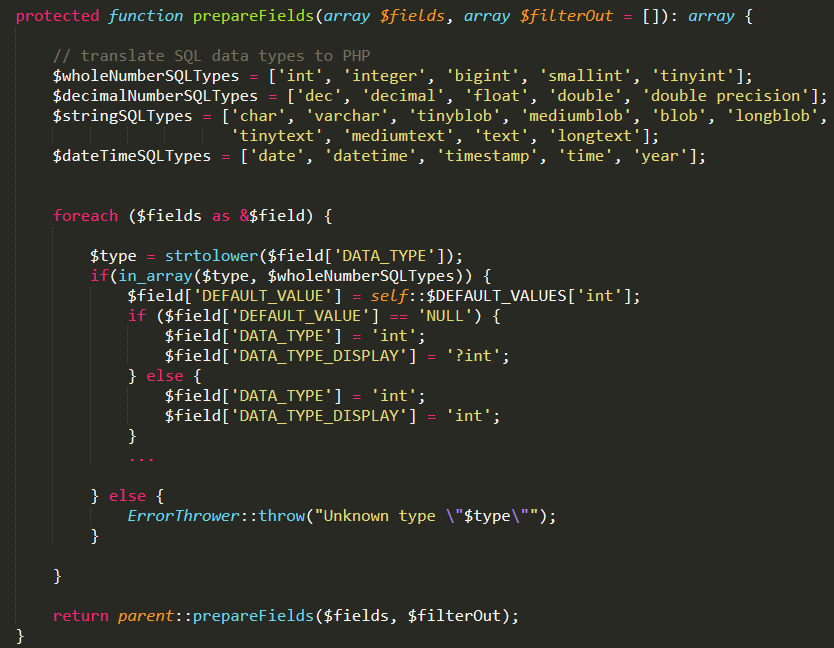 protected function prepareFields(array $fields, array $filterOut = []): array {
// translate SQL data types to PHP
$wholeNumberSQLTypes = ['int', 'integer', 'bigint', 'smallint', 'tinyint'];
$decimalNumberSQLTypes = ['dec', 'decimal', 'float', 'double', 'double precision'];
$stringSQLTypes = ['char', 'varchar', 'tinyblob', 'mediumblob', 'blob', 'longblob',
'tinytext', 'mediumtext', 'text', 'longtext'];
$dateTimeSQLTypes = ['date', 'datetime', 'timestamp', 'time', 'year'];
foreach ($fields as &$field) {
$type = strtolower($field['DATA_TYPE']);
if(in_array($type, $wholeNumberSQLTypes)) {
$field['DEFAULT_VALUE'] = self::$DEFAULT_VALUES['int'];
if ($field['DEFAULT_VALUE'] == 'NULL') {
$field['DATA_TYPE'] = 'int';
$field['DATA_TYPE_DISPLAY'] = '?int';
} else {
$field['DATA_TYPE'] = 'int';
$field['DATA_TYPE_DISPLAY'] = 'int';
}
...
} else {
ErrorThrower::throw("Unknown type \"$type\"");
}
}
return parent::prepareFields($fields, $filterOut);
}